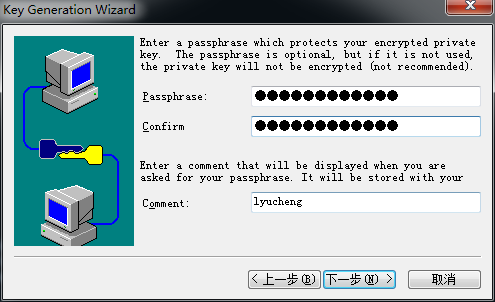 Key Generation Wizard
Enter a passphrase which protects your encrypted private
key. The passphrase is optional, but if it is not used,
the private key will not be encrypted (not recommended).
Passphrase:
Confirm
Enter a comment that will be displayed when you are
asked for your passphrase. It will be stored with your
Comment: lyucheng
< 上一步(B) 下一步(N) > 取消